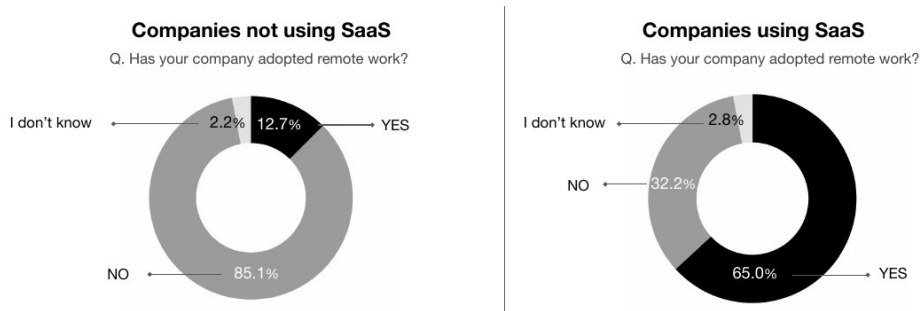 Companies not using SaaS
Q. Has your company adopted remote work?
I don't know
2.2%
12.7%
YES
NO
85.1%
Companies using SaaS
Q. Has your company adopted remote work?
I don't know
2.8%
NO
32.2%
65.0%
YES